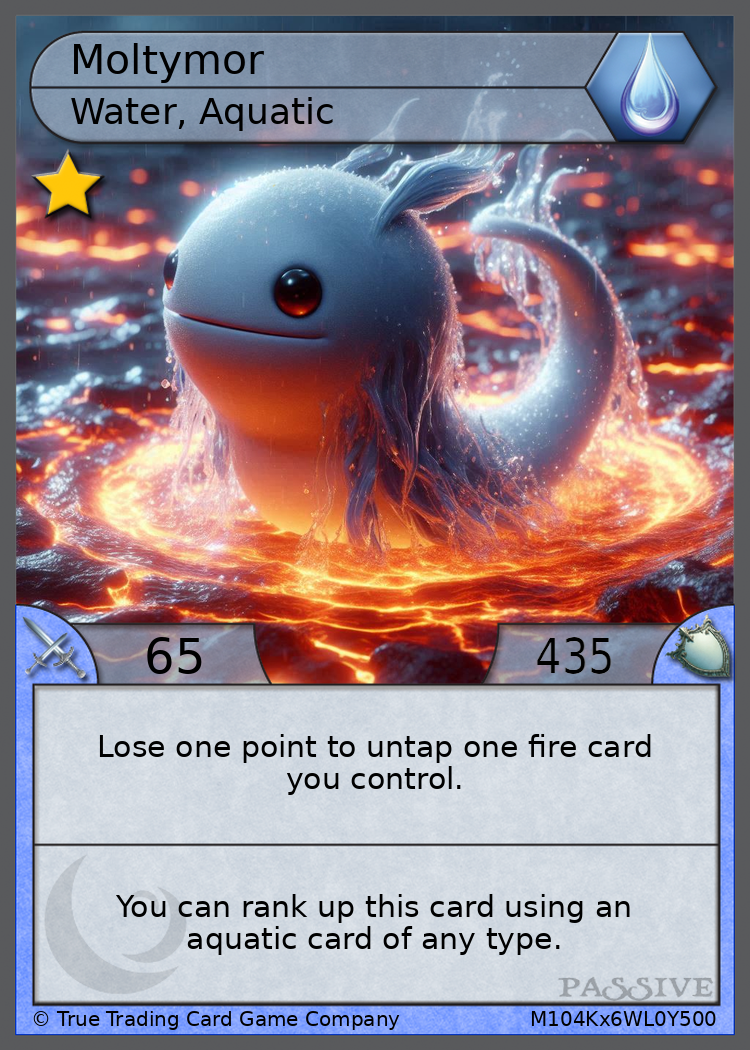 Moltymor
Water, Aquatic
65
435
Lose one point to untap one fire card
you control.
You can rank up this card using an
aquatic card of any type.
PASSIVE
© True Trading Card Game Company
M104Kx6WL0Y500